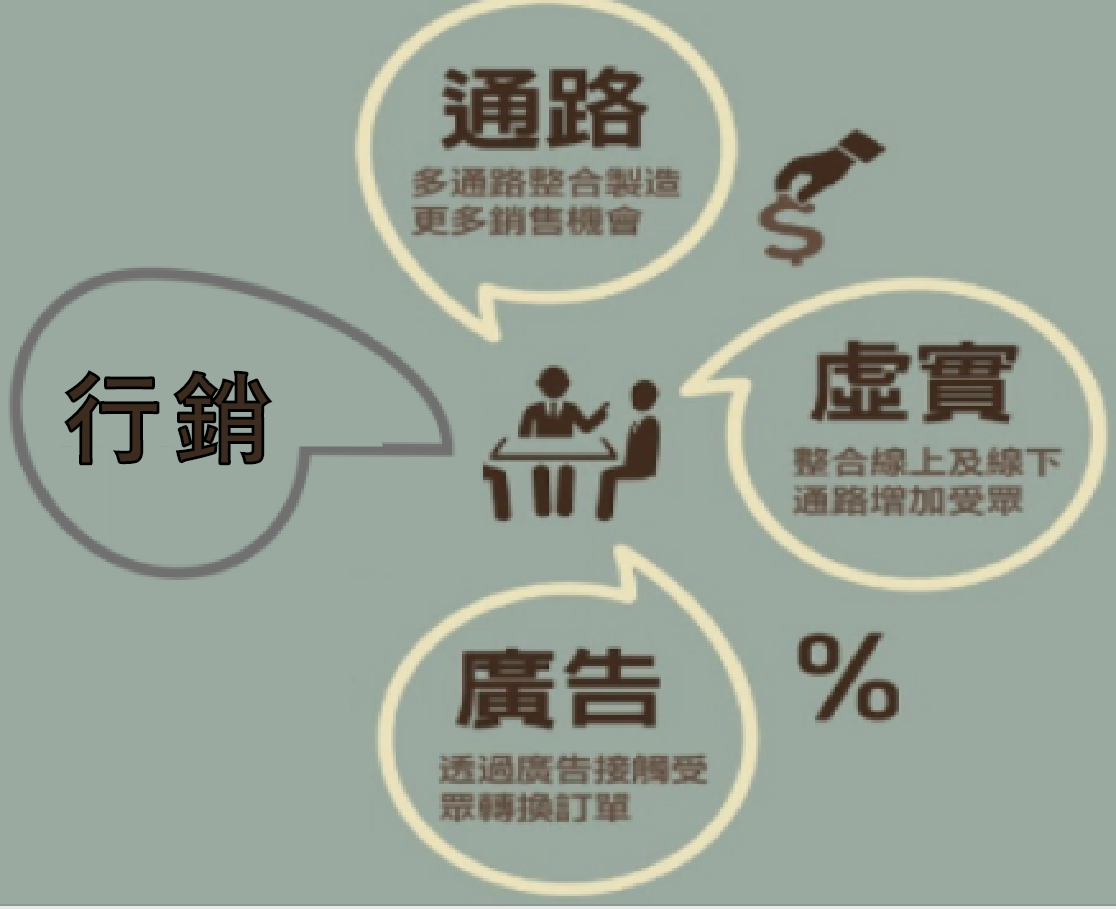 通路
多通路整合製造
更多銷售機會
$
行銷
虛實
整合線上及線下
通路增加受眾
%
廣告
透過廣告接觸受
眾轉換訂單